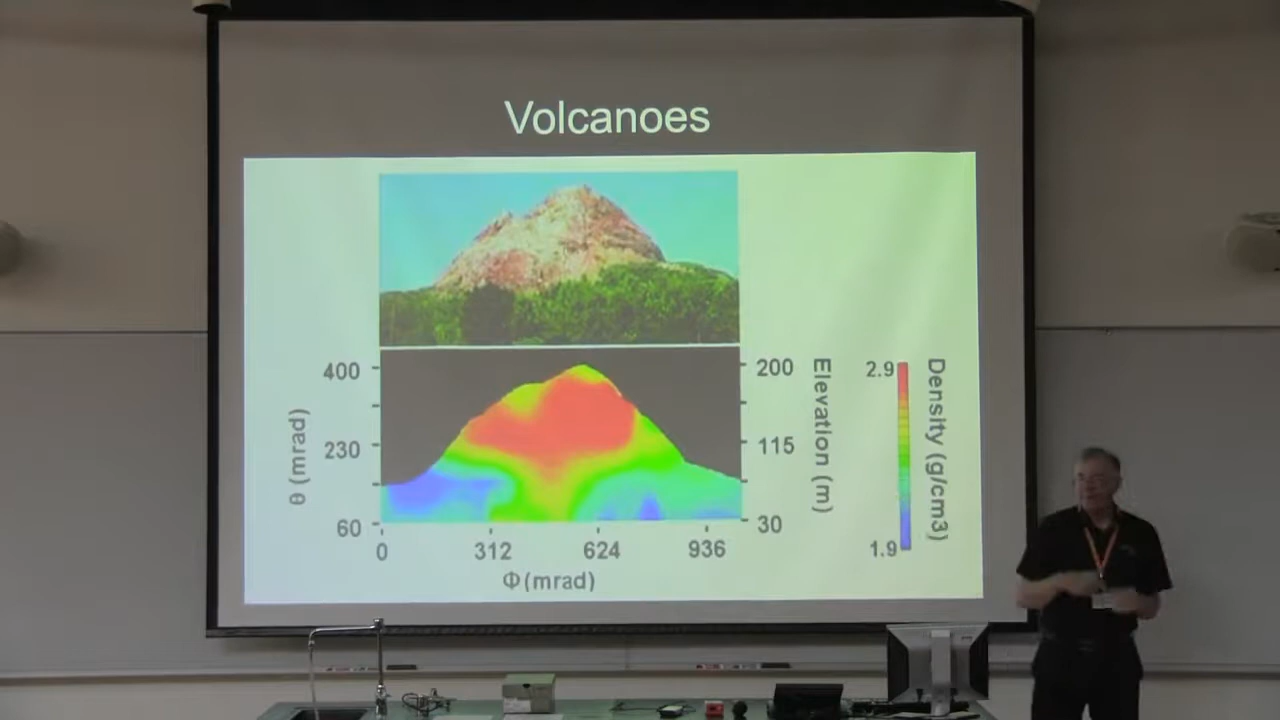 Volcanoes
400
230
60
θ (mrad)
0
312
624
936
Φ (mrad)
200
115
30
Elevation (m)
2.9
1.9
Density (g/cm3)